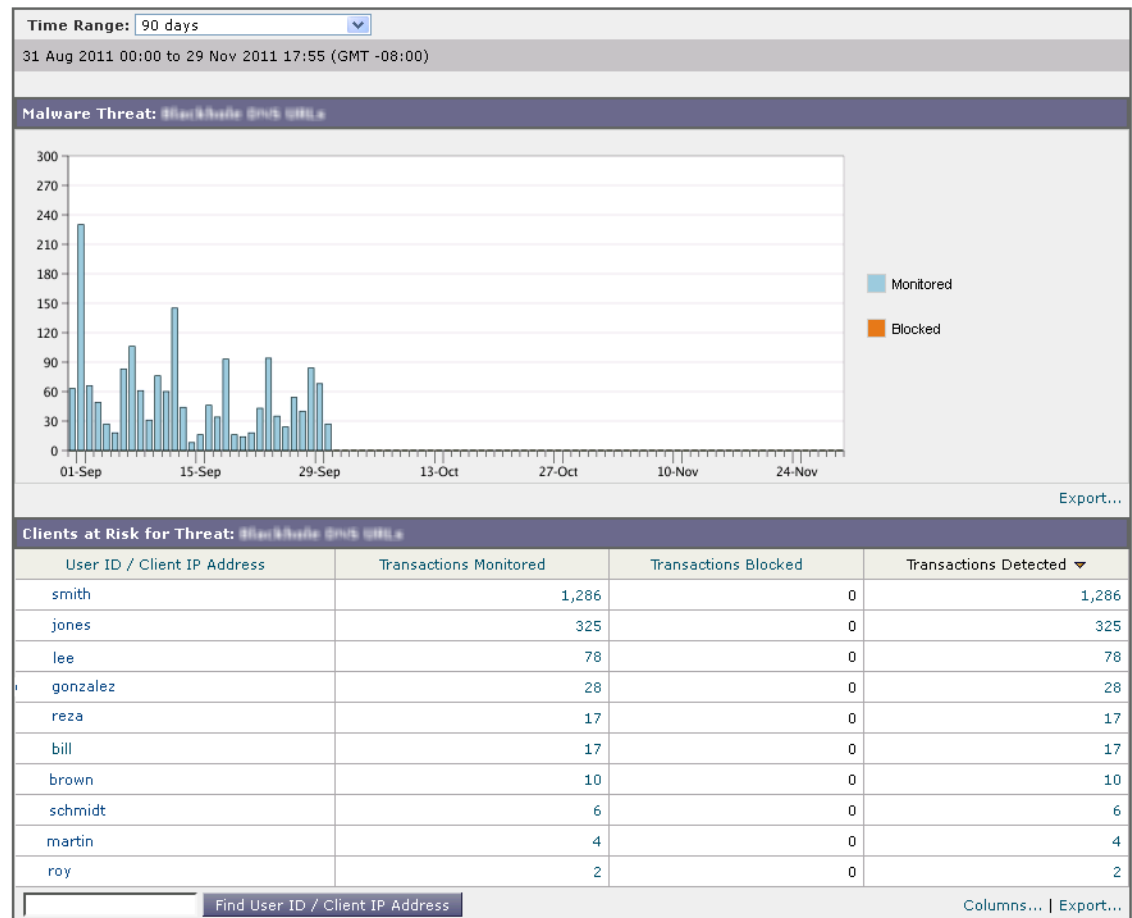 Time Range: 90 days
31 Aug 2011 00:00 to 29 Nov 2011 17:55 (GMT -08:00)
Malware Threat:
300
270
240
210
180
150
120
90
60
30
0
01-Sep 15-Sep 29-Sep 13-Oct 27-Oct 10-Nov 24-Nov
Monitored
Blocked
Export...
Clients at Risk for Threat:
User ID / Client IP Address Transactions Monitored Transactions Blocked Transactions Detected
smith 1,286 0 1,286
jones 325 0 325
lee 78 0 78
gonzalez 28 0 28
reza 17 0 17
bill 17 0 17
brown 10 0 10
schmidt 6 0 6
martin 4 0 4
roy 2 0 2
Find User ID / Client IP Address Columns... | Export...